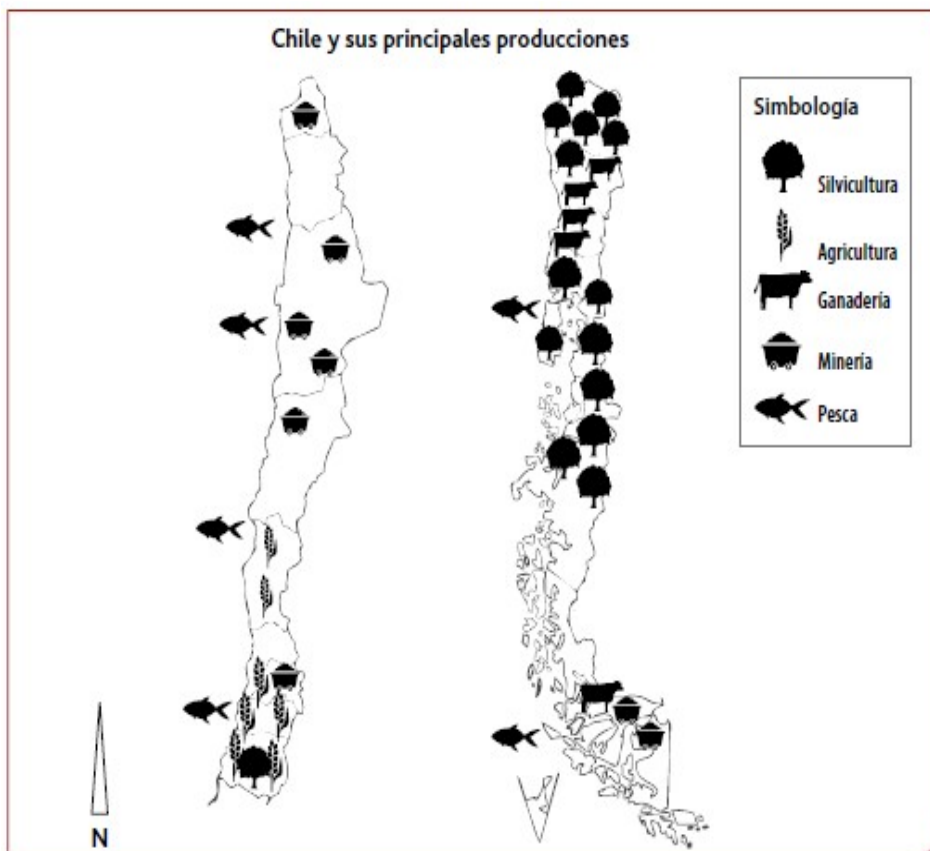 Chile y sus principales producciones
Simbología
Silvicultura
Agricultura
Ganadería
Minería
Pesca
N